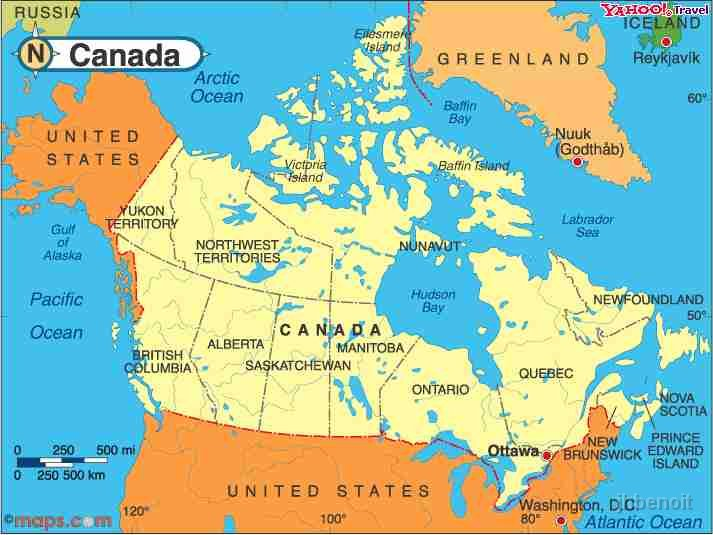 RUSSIA
YAHOO! Travel
ICELAND
Reykjavík
N
Canada
Ellesmere
Island
GREENLAND
Arctic
Ocean
60°
Baffin
Bay
UNITED
STATES
Nuuk
(Godthåb)
Victoria
Island
Baffin Island
YUKON
TERRITORY
Labrador
Sea
Gulf
of
Alaska
NORTHWEST
TERRITORIES
NUNAVUT
Pacific
Ocean
Hudson
Bay
NEWFOUNDLAND
50°
CANADA
BRITISH
COLUMBIA
ALBERTA
SASKATCHEWAN
MANITOBA
ONTARIO
QUEBEC
NOVA
SCOTIA
PRINCE
EDWARD
ISLAND
NEW
BRUNSWICK
Ottawa
0 250 500 mi
0 250 500 km
UNITED STATES
Washington, D.C.
120°
100°
80°
Atlantic Ocean
©maps.com